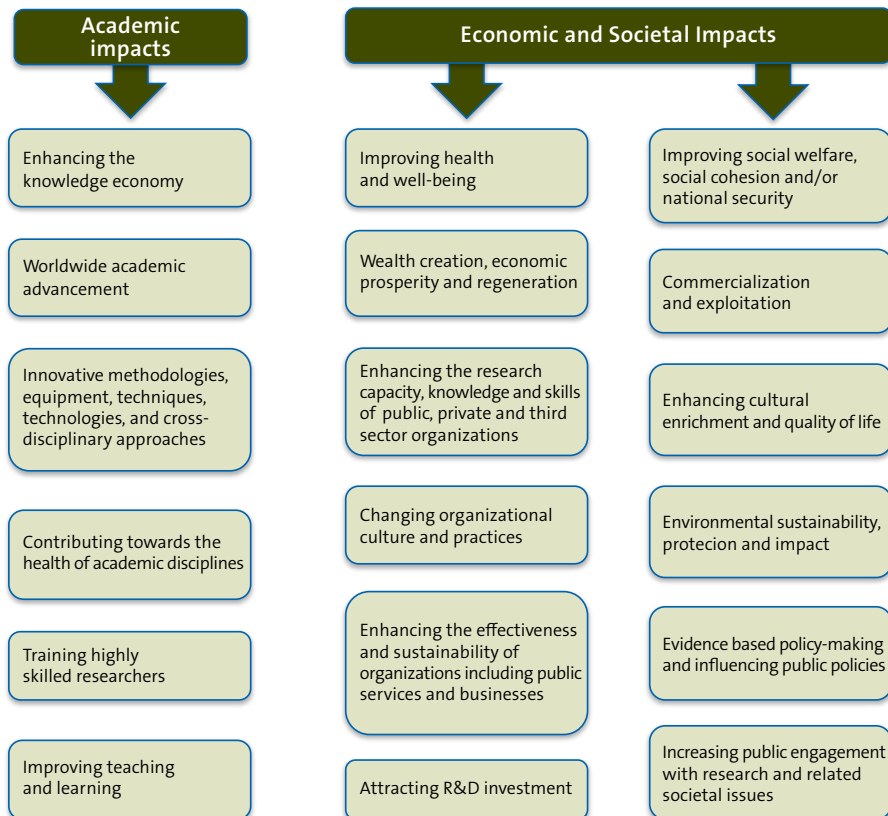 Academic
impacts
Enhancing the
knowledge economy
Worldwide academic
advancement
Innovative methodologies,
equipment, techniques,
technologies, and cross-
disciplinary approaches
Contributing towards the
health of academic disciplines
Training highly
skilled researchers
Improving teaching
and learning
Economic and Societal Impacts
Improving health
and well-being
Wealth creation, economic
prosperity and regeneration
Enhancing the research
capacity, knowledge and skills
of public, private and third
sector organizations
Changing organizational
culture and practices
Enhancing the effectiveness
and sustainability of
organizations including public
services and businesses
Attracting R&D investment
Improving social welfare,
social cohesion and/or
national security
Commercialization
and exploitation
Enhancing cultural
enrichment and quality of life
Environmental sustainability,
protecion and impact
Evidence based policy-making
and influencing public policies
Increasing public engagement
with research and related
societal issues